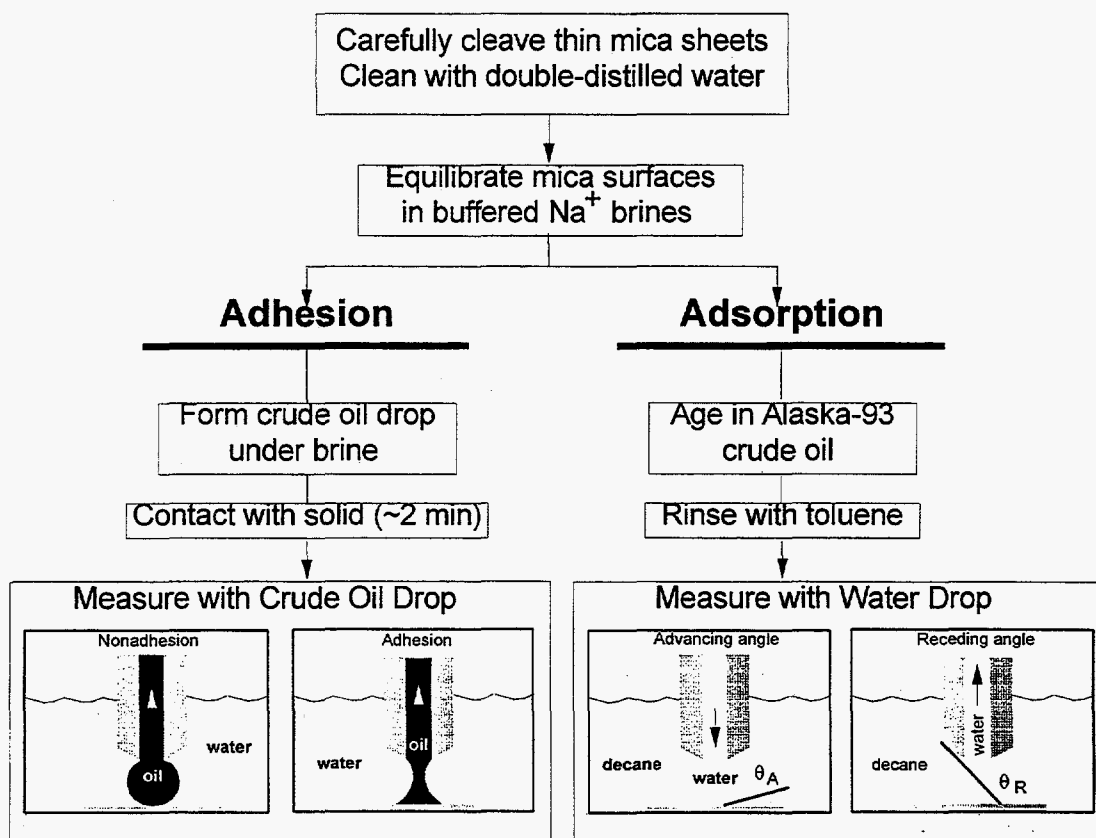 Carefully cleave thin mica sheets
Clean with double-distilled water
Equilibrate mica surfaces
in buffered Na+ brines
Adhesion
Adsorption
Form crude oil drop
under brine
Age in Alaska-93
crude oil
Contact with solid (~2 min)
Rinse with toluene
Measure with Crude Oil Drop
Nonadhesion
oil
water
Adhesion
oil
water
Measure with Water Drop
Advancing angle
decane
water
θA
Receding angle
water
decane
θR